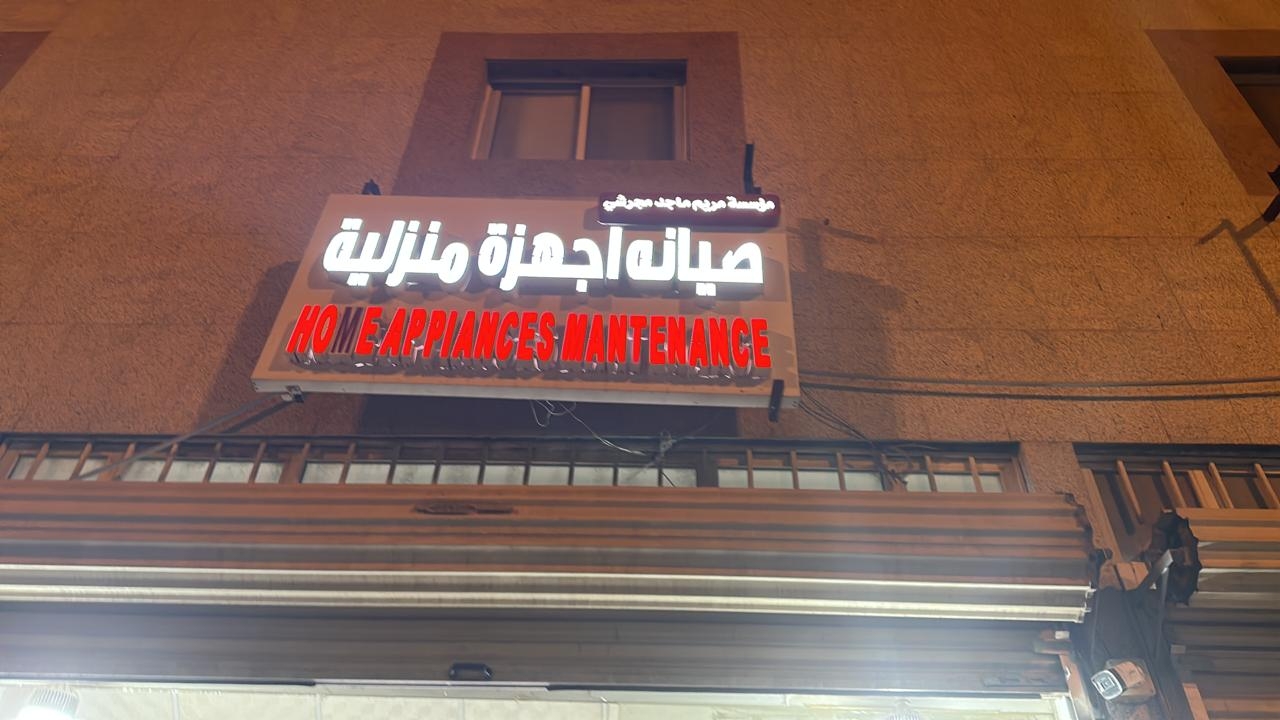 مؤسسة مريم ماجد مجرشي
صيانه اجهزة منزلية
HOME APPIANCES MANTENANCE